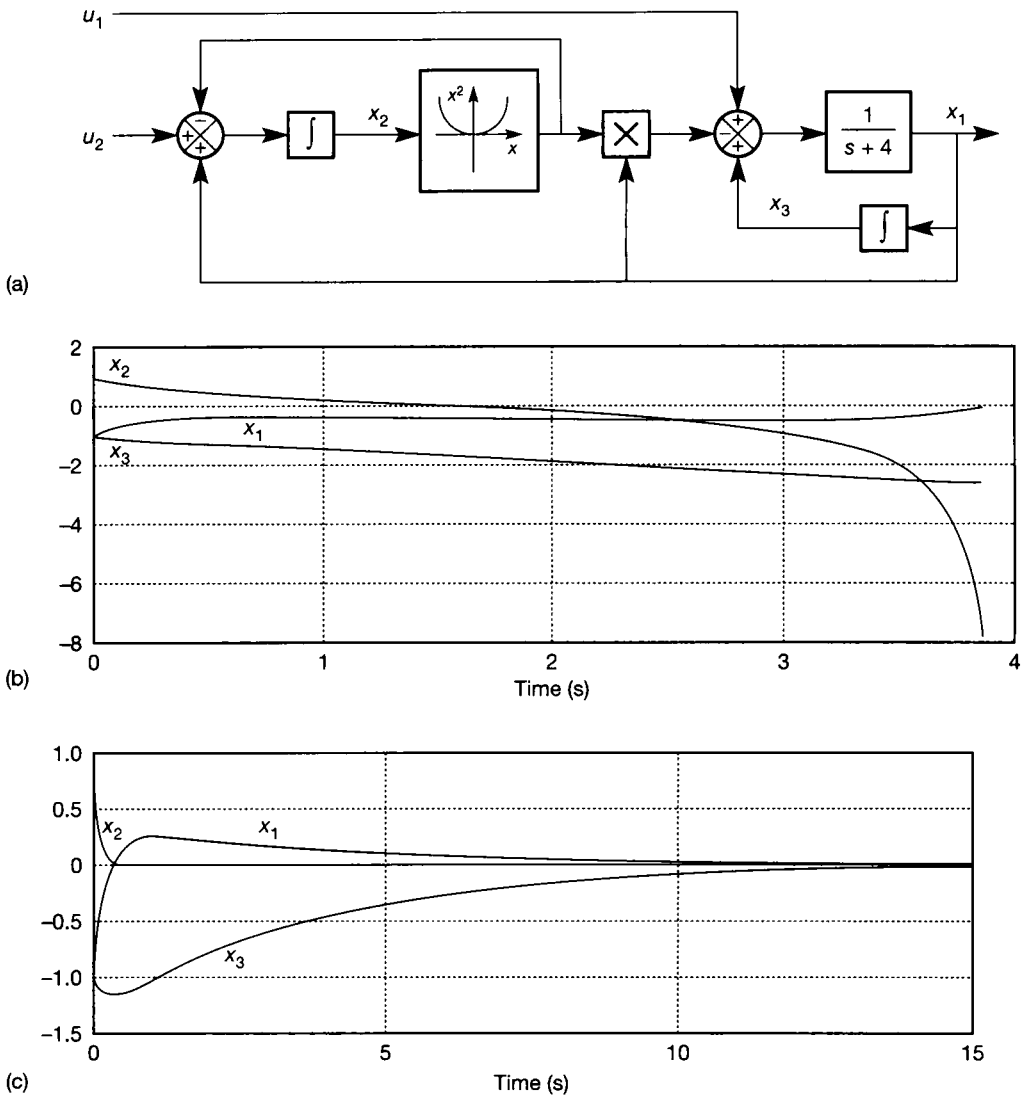 u1
u2
− + +
∫
x2
x²
x
×
+ − +
1
s + 4
x1
x3
∫
(a)
2
0
−2
−4
−6
−8
x2
x1
x3
0 1 2 3 4
Time (s)
(b)
1.0
0.5
0
−0.5
−1.0
−1.5
x2
x1
x3
0 5 10 15
Time (s)
(c)